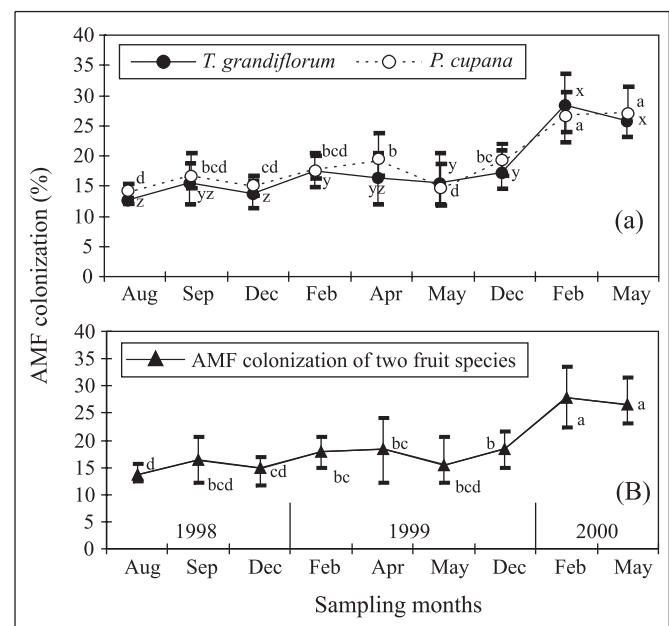 AMF colonization (%)
40
35
30
25
20
15
10
5
0
T. grandiflorum P. cupana
d bcd cd bcd b y bc x a
z yz z y yz d y a x
(a)
Aug Sep Dec Feb Apr May Dec Feb May
40
35
30
25
20
15
10
5
0
AMF colonization of two fruit species
d bcd cd bc bc bcd b a a
(B)
1998 1999 2000
Aug Sep Dec Feb Apr May Dec Feb May
Sampling months